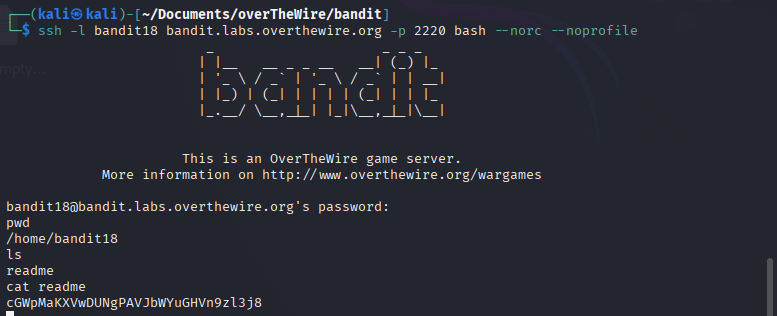 (kali㉿kali)-[~/Documents/overTheWire/bandit]
$ ssh -l bandit18 bandit.labs.overthewire.org -p 2220 bash --norc --noprofile
bandit
This is an OverTheWire game server.
More information on http://www.overthewire.org/wargames
bandit18@bandit.labs.overthewire.org's password:
pwd
/home/bandit18
ls
readme
cat readme
cGWpMaKXVwDUNgPAVJbWYuGHVn9zl3j8